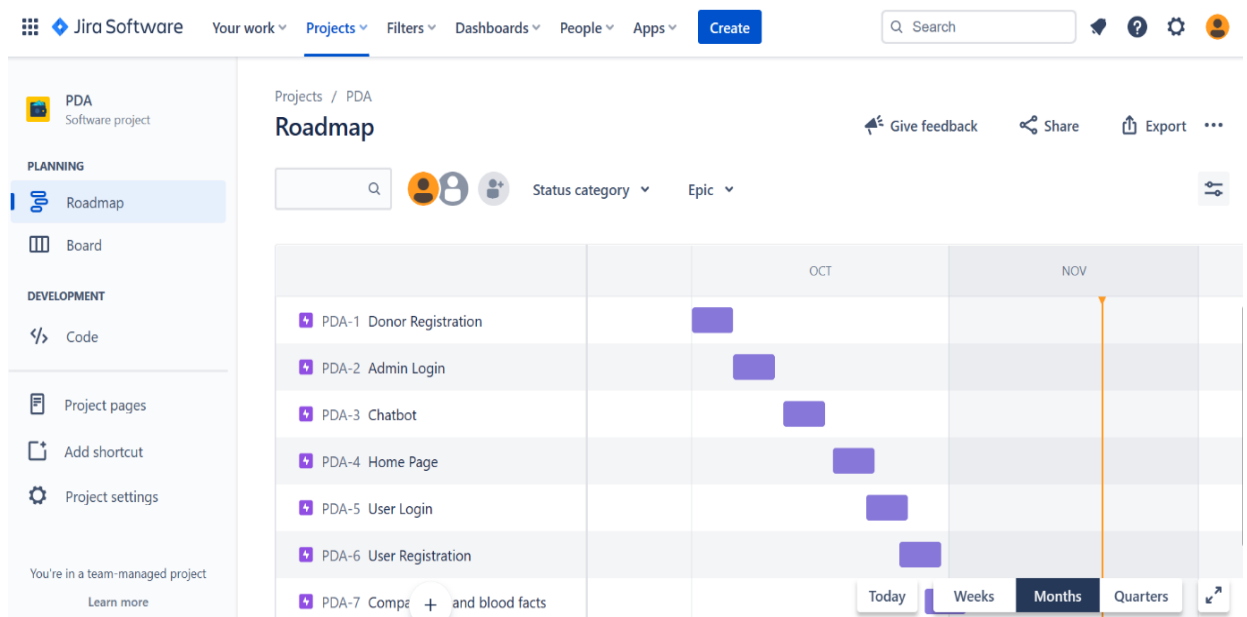 Jira Software Your work Projects Filters Dashboards People Apps Create Search
PDA
Software project
PLANNING
Roadmap
Board
DEVELOPMENT
Code
Project pages
Add shortcut
Project settings
You're in a team-managed project
Learn more
Projects / PDA
Roadmap
Give feedback Share Export
Status category Epic
OCT NOV
PDA-1 Donor Registration
PDA-2 Admin Login
PDA-3 Chatbot
PDA-4 Home Page
PDA-5 User Login
PDA-6 User Registration
PDA-7 and blood facts
Today Weeks Months Quarters